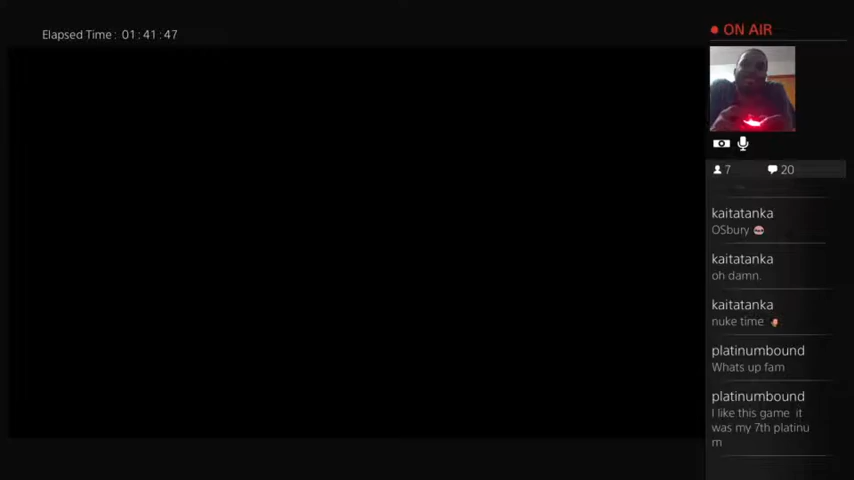 Elapsed Time : 01:41:47
ON AIR
7 20
kaitatanka
OSbury
kaitatanka
oh damn.
kaitatanka
nuke time
platinumbound
Whats up fam
platinumbound
I like this game it
was my 7th platinu
m